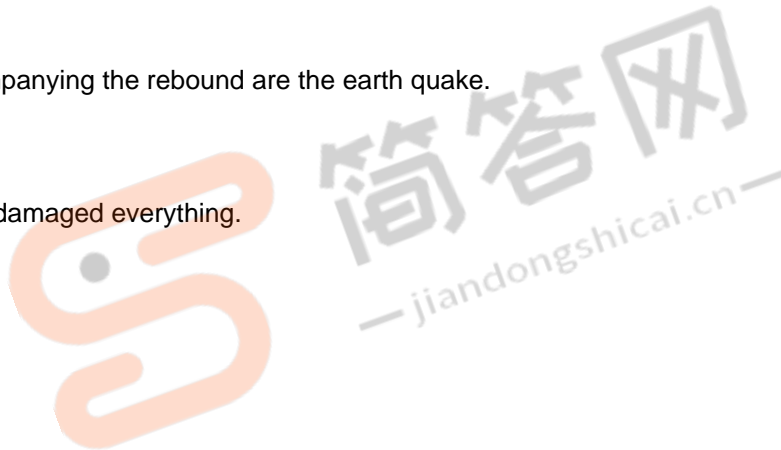 panying the rebound are the earth quake.
damaged everything.
简答网
jiandongshicai.cn